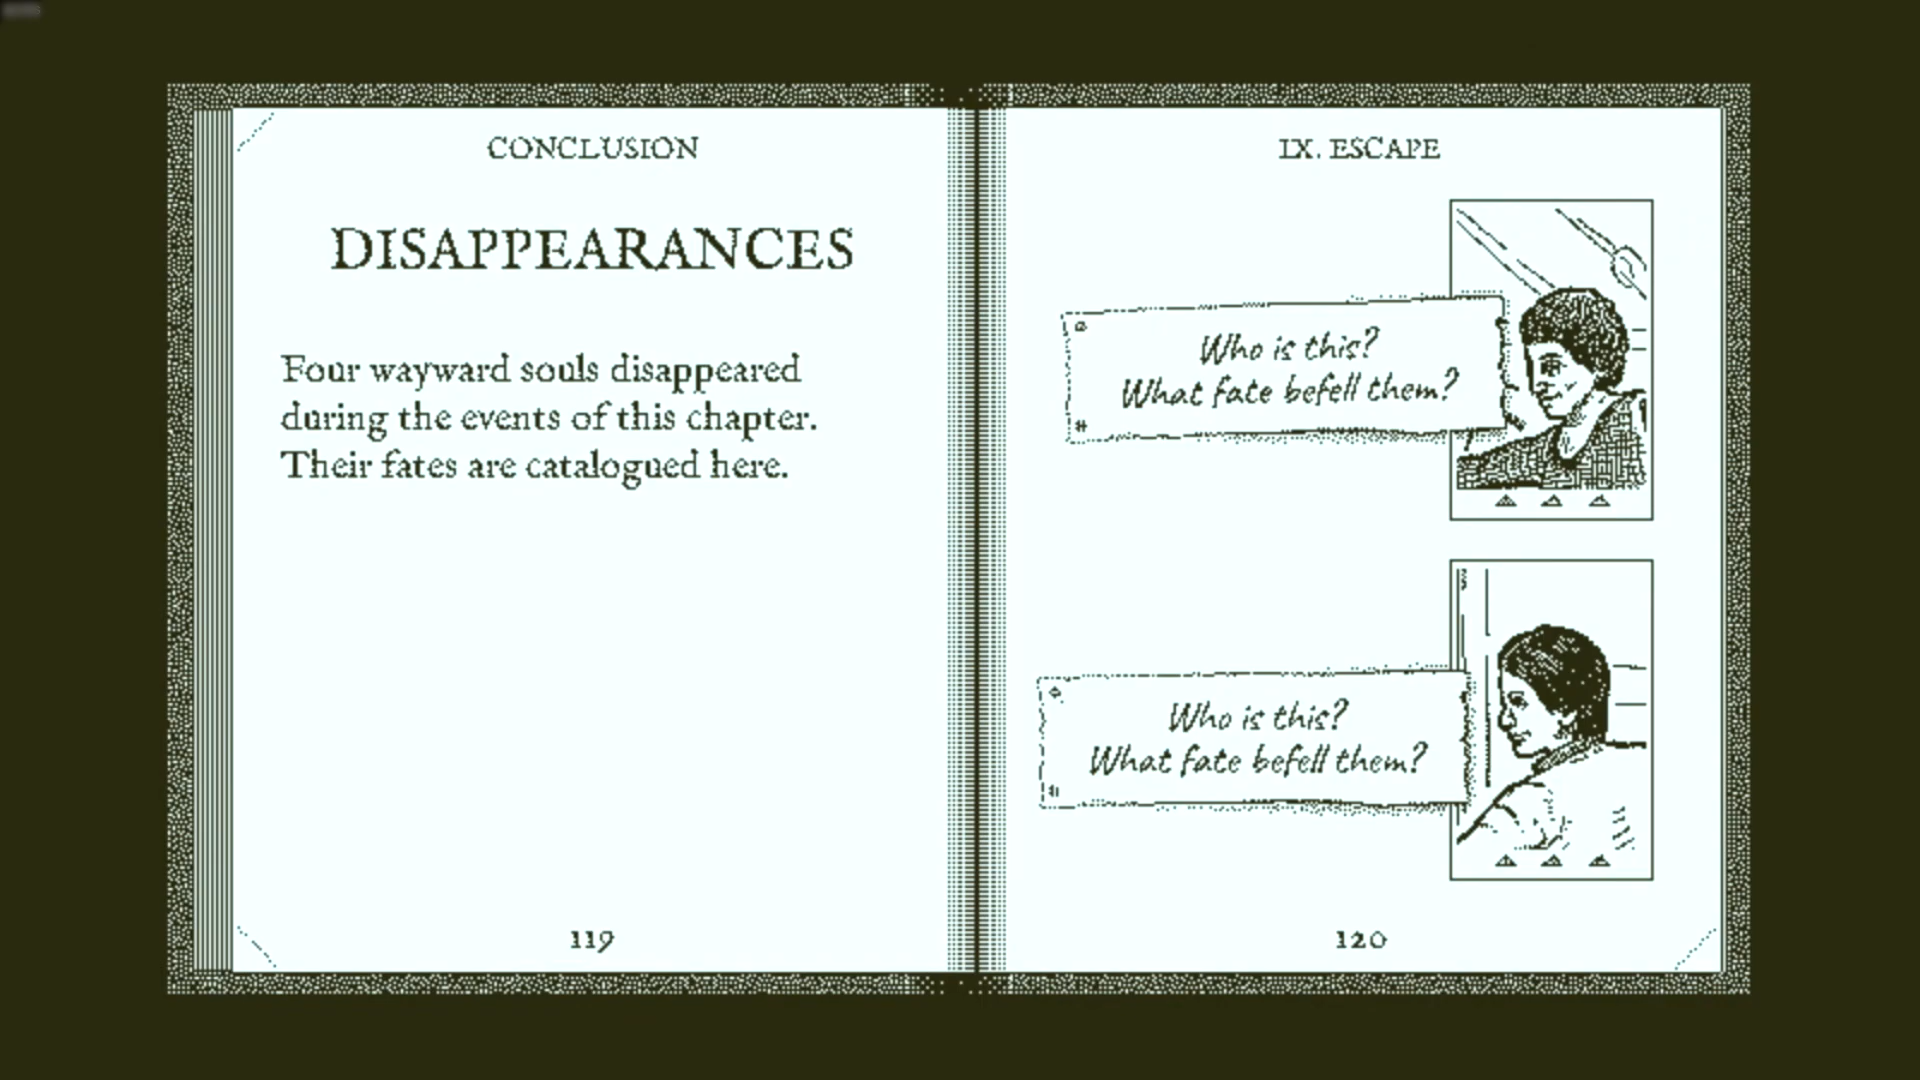 CONCLUSION
DISAPPEARANCES
Four wayward souls disappeared
during the events of this chapter.
Their fates are catalogued here.
119
IX. ESCAPE
Who is this?
What fate befell them?
Who is this?
What fate befell them?
120